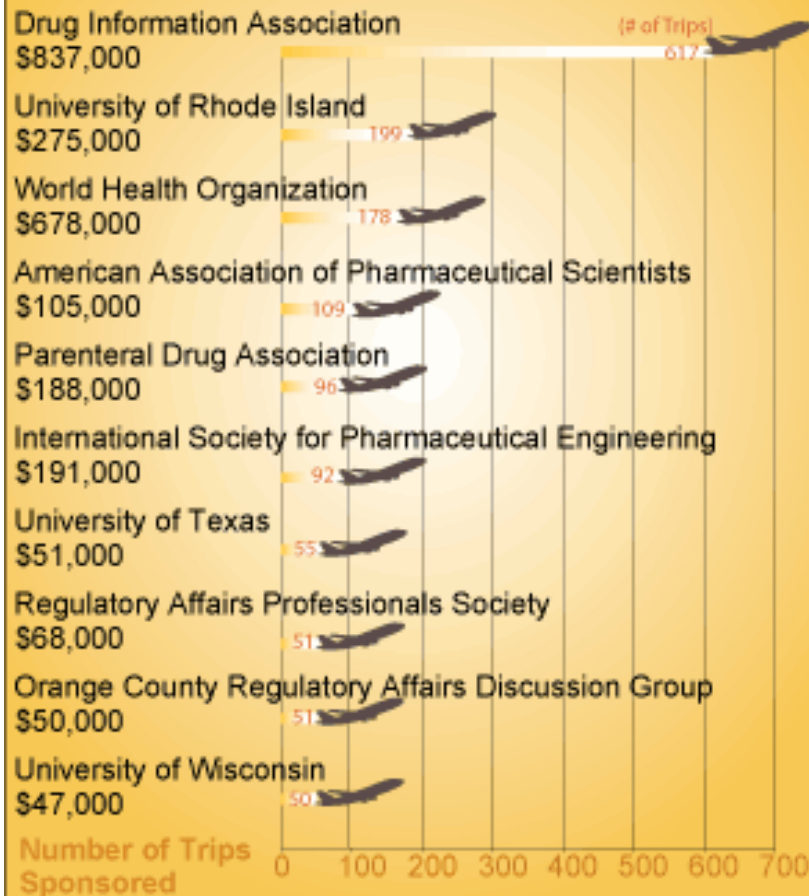 Drug Information Association
(# of Trips)
$837,000
617
University of Rhode Island
$275,000
199
World Health Organization
$678,000
178
American Association of Pharmaceutical Scientists
$105,000
109
Parenteral Drug Association
$188,000
96
International Society for Pharmaceutical Engineering
$191,000
92
University of Texas
$51,000
55
Regulatory Affairs Professionals Society
$68,000
51
Orange County Regulatory Affairs Discussion Group
$50,000
51
University of Wisconsin
$47,000
50
Number of Trips
Sponsored
0 100 200 300 400 500 600 700